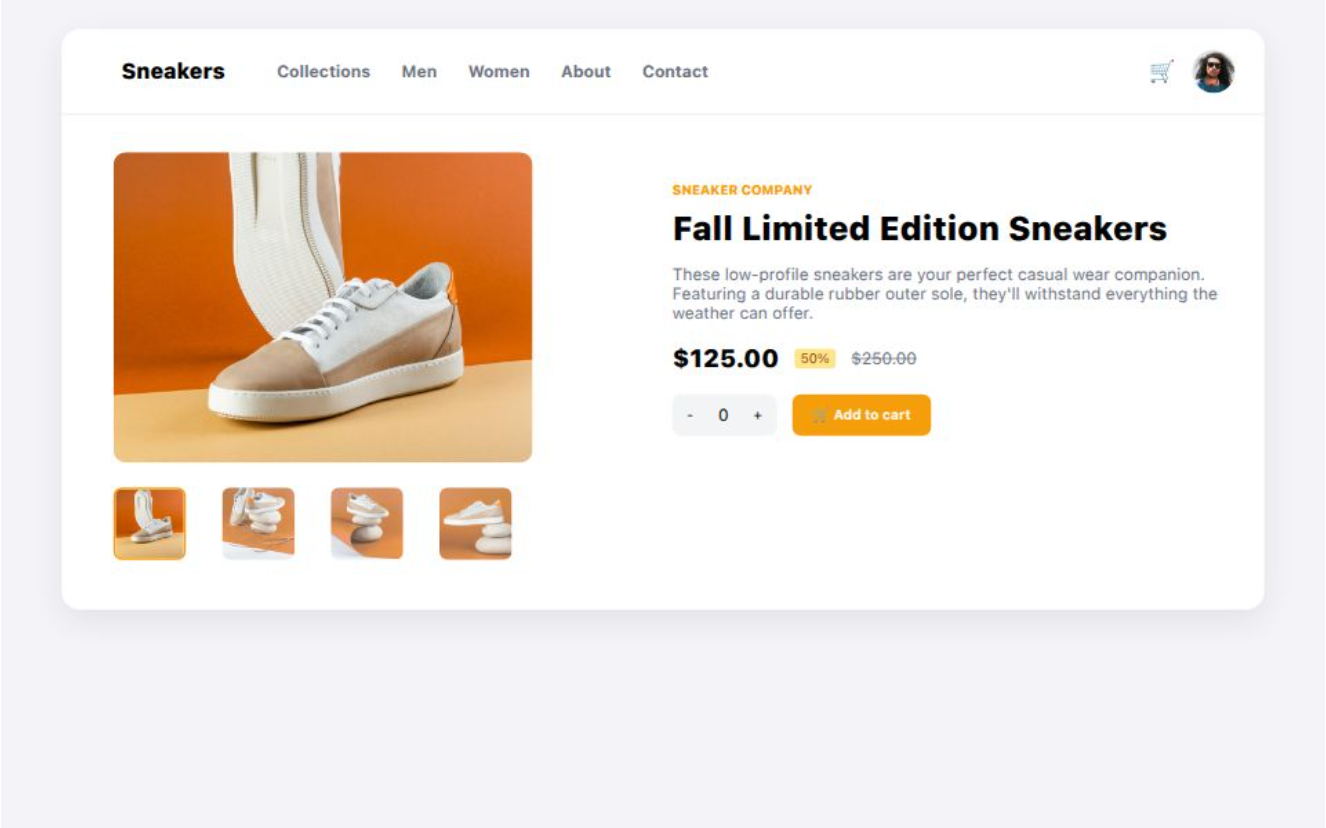 Sneakers
Collections
Men
Women
About
Contact
SNEAKER COMPANY
Fall Limited Edition Sneakers
These low-profile sneakers are your perfect casual wear companion.
Featuring a durable rubber outer sole, they'll withstand everything the
weather can offer.
$125.00 50% $250.00
- 0 + 🛒 Add to cart